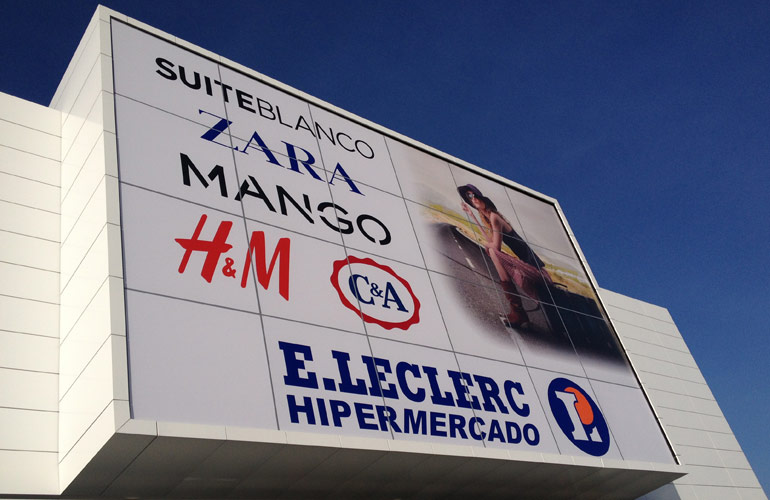 SUITEBLANCO
ZARA
MANGO
H&M
C&A
E.LECLERC
HIPERMERCADO
L